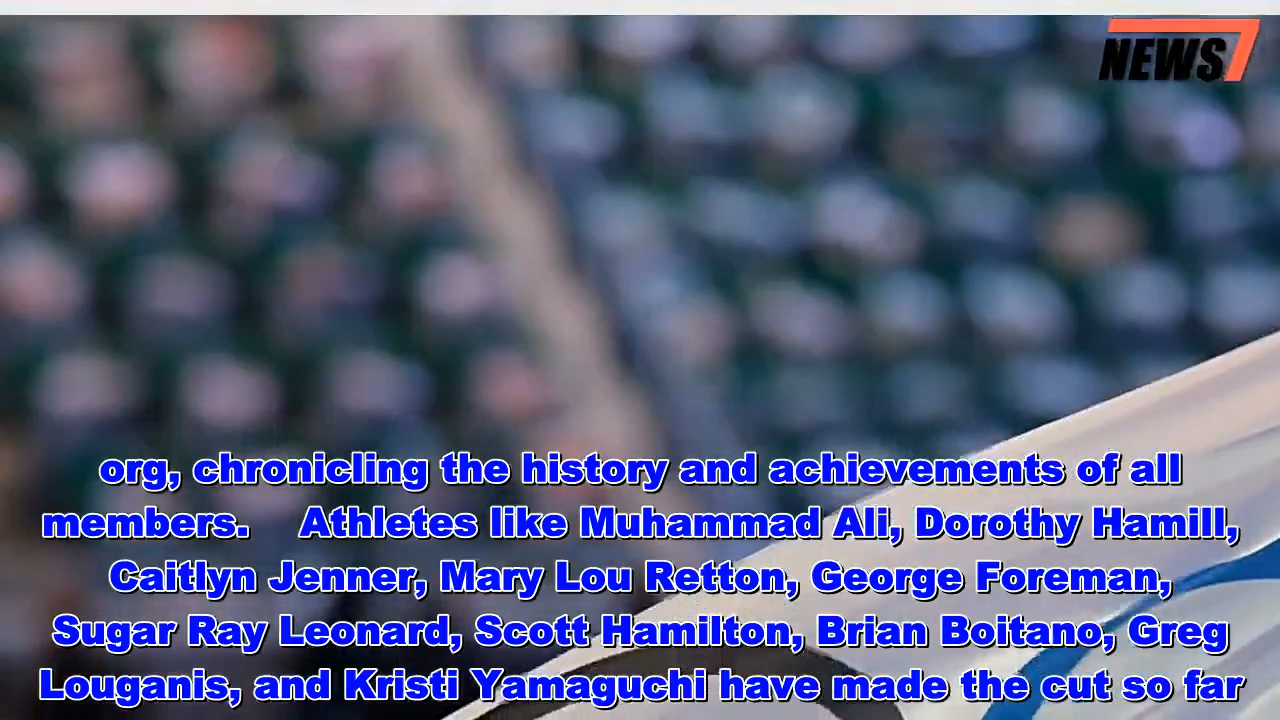 NEWS7
org, chronicling the history and achievements of all
members. Athletes like Muhammad Ali, Dorothy Hamill,
Caitlyn Jenner, Mary Lou Retton, George Foreman,
Sugar Ray Leonard, Scott Hamilton, Brian Boitano, Greg
Louganis, and Kristi Yamaguchi have made the cut so far